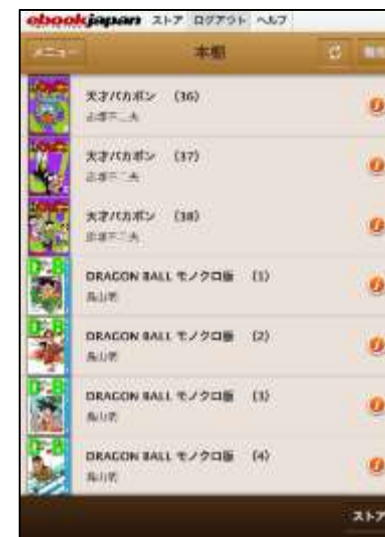 ebookjapan ストア ログアウト ヘルプ
メニュー 本棚
天才バカボン (36)
赤塚不二夫
天才バカボン (37)
赤塚不二夫
天才バカボン (38)
赤塚不二夫
DRAGON BALL モノクロ版 (1)
鳥山明
DRAGON BALL モノクロ版 (2)
鳥山明
DRAGON BALL モノクロ版 (3)
鳥山明
DRAGON BALL モノクロ版 (4)
鳥山明
ストア